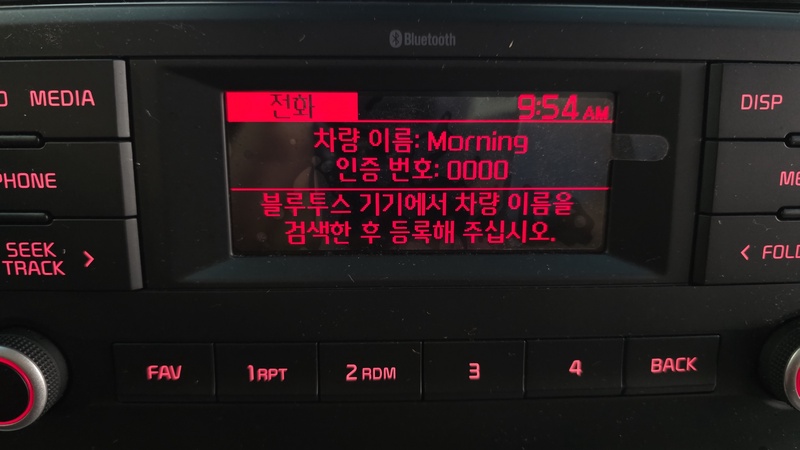 Bluetooth
MEDIA
DISP
전화 9:54 AM
차량 이름: Morning
인증 번호: 0000
블루투스 기기에서 차량 이름을
검색한 후 등록해 주십시오.
PHONE
SEEK
TRACK >
< FOLD
FAV 1 RPT 2 RDM 3 4 BACK